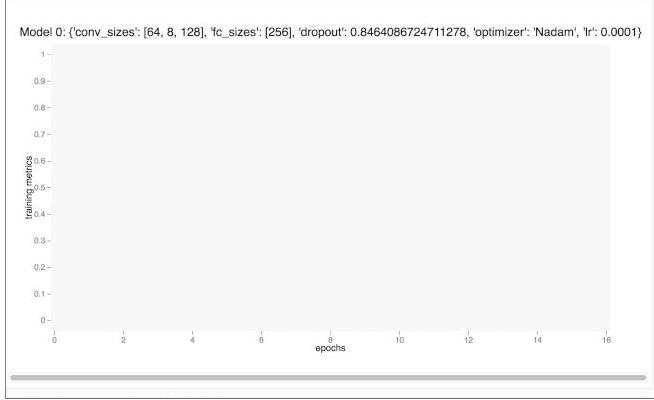 Model 0: {'conv_sizes': [64, 8, 128], 'fc_sizes': [256], 'dropout': 0.8464086724711278, 'optimizer': 'Nadam', 'lr': 0.0001}
1
0.9
0.8
0.7
0.6
0.5
0.4
0.3
0.2
0.1
0
training metrics
0 2 4 6 8 10 12 14 16
epochs